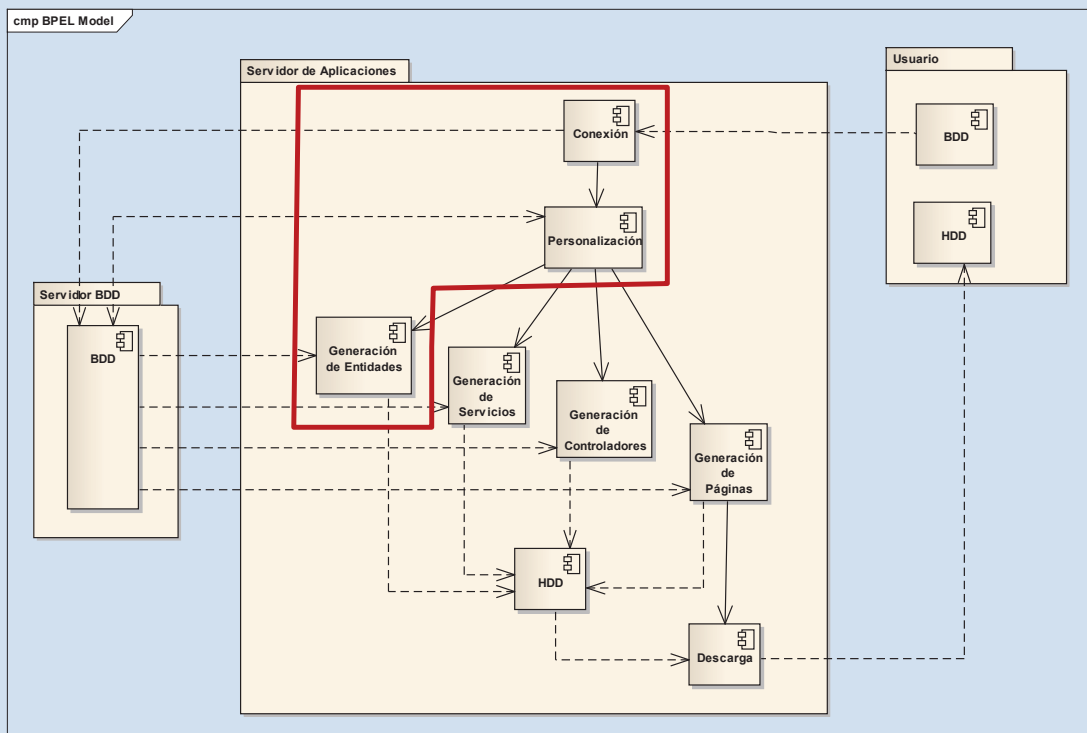 cmp BPEL Model
Servidor de Aplicaciones
Usuario
Conexión
BDD
Personalización
HDD
Servidor BDD
BDD
Generación
de Entidades
Generación
de
Servicios
Generación
de
Controladores
Generación
de
Páginas
HDD
Descarga